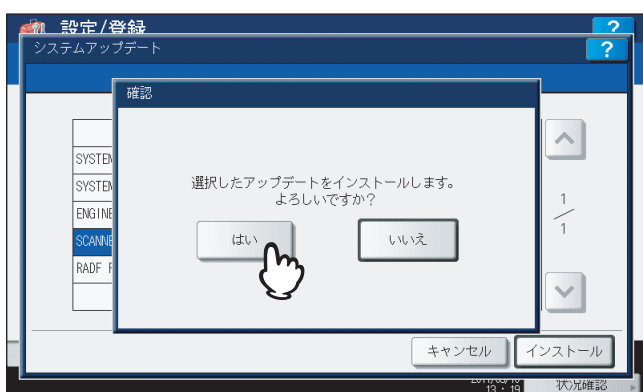 設定/登録
?
システムアップデート
?
確認
選択したアップデートをインストールします。
よろしいですか?
はい
いいえ
SYSTEM
SYSTEM
ENGINE
SCANNE
RADF
1
1
キャンセル
インストール
13:19
状況確認